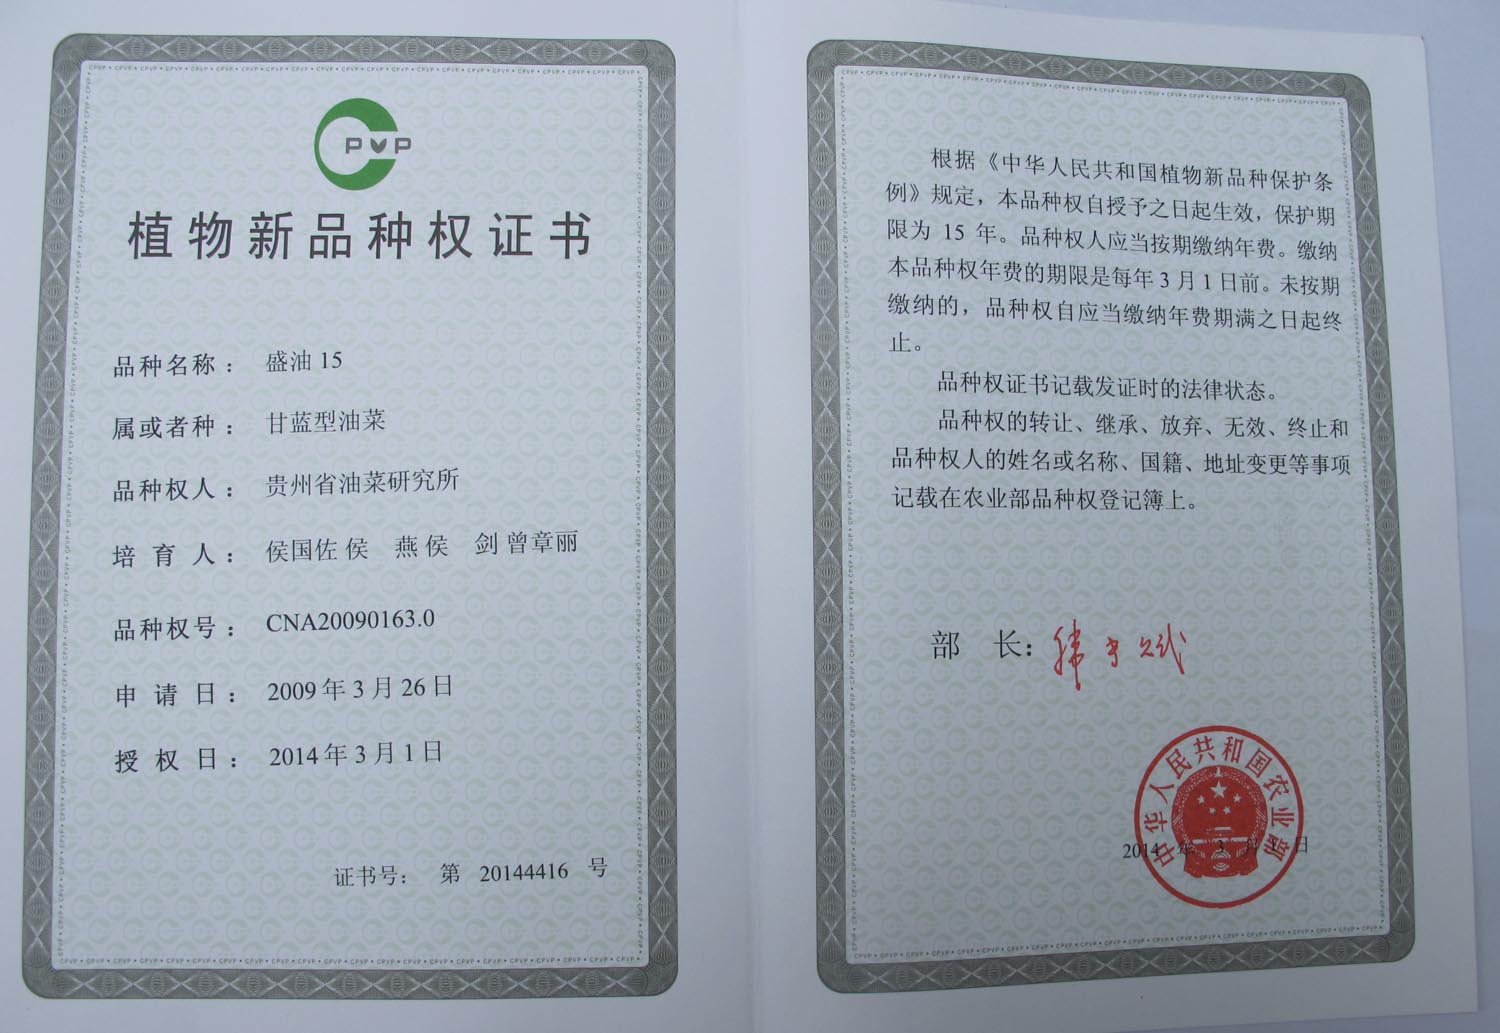 PVP
植物新品种权证书
品种名称： 盛油 15
属或者种： 甘蓝型油菜
品种权人： 贵州省油菜研究所
培育人： 侯国佐 侯 燕 侯 剑 曾章丽
品种权号： CNA20090163.0
申请日： 2009 年 3 月 26 日
授权日： 2014 年 3 月 1 日
证书号： 第 20144416 号
根据《中华人民共和国植物新品种保护条
例》规定，本品种权自授予之日起生效，保护期
限为 15 年。品种权人应当按期缴纳年费。缴纳
本品种权年费的期限是每年 3 月 1 日前。未按期
缴纳的，品种权自应当缴纳年费期满之日起终
止。
品种权证书记载发证时的法律状态。
品种权的转让、继承、放弃、无效、终止和
品种权人的姓名或名称、国籍、地址变更等事项
记载在农业部品种权登记簿上。
部 长：
中华人民共和国农业部
2014 年 3 月 1 日